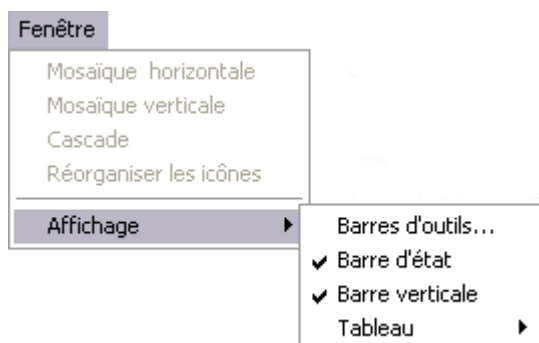 Fenêtre
Mosaïque horizontale
Mosaïque verticale
Cascade
Réorganiser les icônes
Affichage
Barres d'outils...
Barre d'état
Barre verticale
Tableau